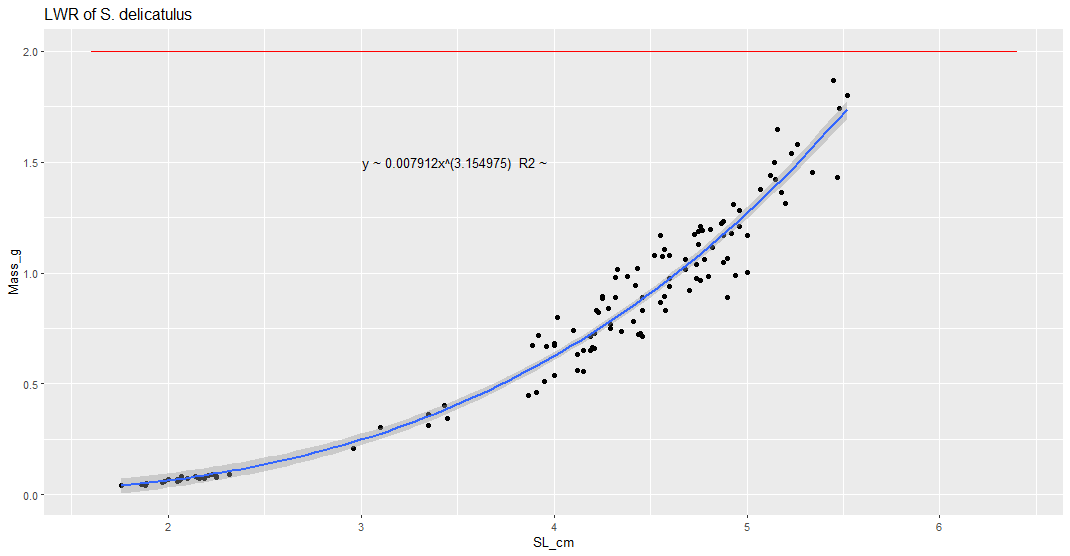 LWR of S. delicatulus
2.0
1.5
y ~ 0.007912x^(3.154975) R2 ~
1.0
Mass_g
0.5
0.0
2 3 4 5 6
SL_cm